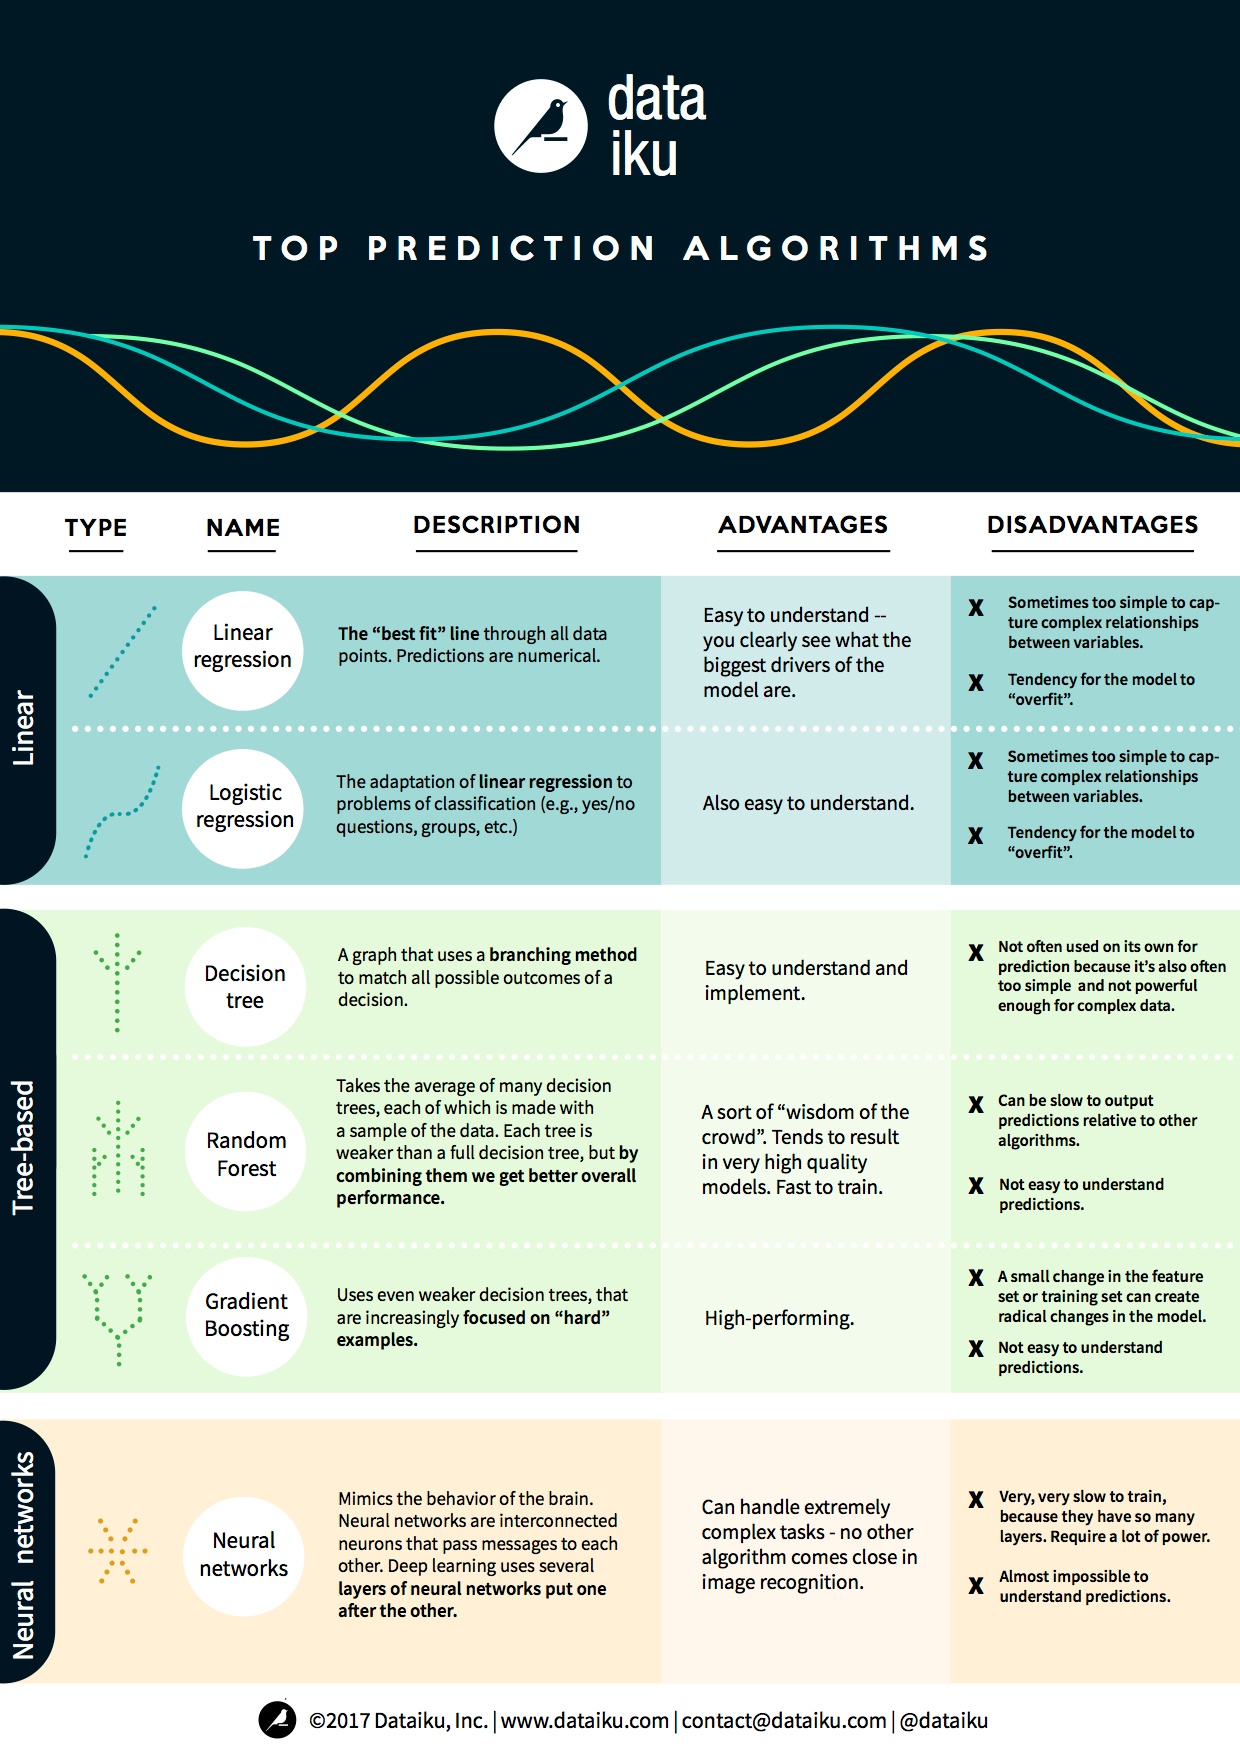 data
iku
TOP PREDICTION ALGORITHMS
TYPE
NAME
DESCRIPTION
ADVANTAGES
DISADVANTAGES
Linear
Linear
regression
The “best fit” line through all data
points. Predictions are numerical.
Easy to understand --
you clearly see what the
biggest drivers of the
model are.
X Sometimes too simple to cap-
ture complex relationships
between variables.
X Tendency for the model to
“overfit”.
Logistic
regression
The adaptation of linear regression to
problems of classification (e.g., yes/no
questions, groups, etc.)
Also easy to understand.
X Sometimes too simple to cap-
ture complex relationships
between variables.
X Tendency for the model to
“overfit”.
Tree-based
Decision
tree
A graph that uses a branching method
to match all possible outcomes of a
decision.
Easy to understand and
implement.
X Not often used on its own for
prediction because it’s also often
too simple and not powerful
enough for complex data.
Random
Forest
Takes the average of many decision
trees, each of which is made with
a sample of the data. Each tree is
weaker than a full decision tree, but by
combining them we get better overall
performance.
A sort of “wisdom of the
crowd”. Tends to result
in very high quality
models. Fast to train.
X Can be slow to output
predictions relative to other
algorithms.
X Not easy to understand
predictions.
Gradient
Boosting
Uses even weaker decision trees, that
are increasingly focused on “hard”
examples.
High-performing.
X A small change in the feature
set or training set can create
radical changes in the model.
X Not easy to understand
predictions.
Neural networks
Neural
networks
Mimics the behavior of the brain.
Neural networks are interconnected
neurons that pass messages to each
other. Deep learning uses several
layers of neural networks put one
after the other.
Can handle extremely
complex tasks - no other
algorithm comes close in
image recognition.
X Very, very slow to train,
because they have so many
layers. Require a lot of power.
X Almost impossible to
understand predictions.
©2017 Dataiku, Inc. | www.dataiku.com | contact@dataiku.com | @dataiku